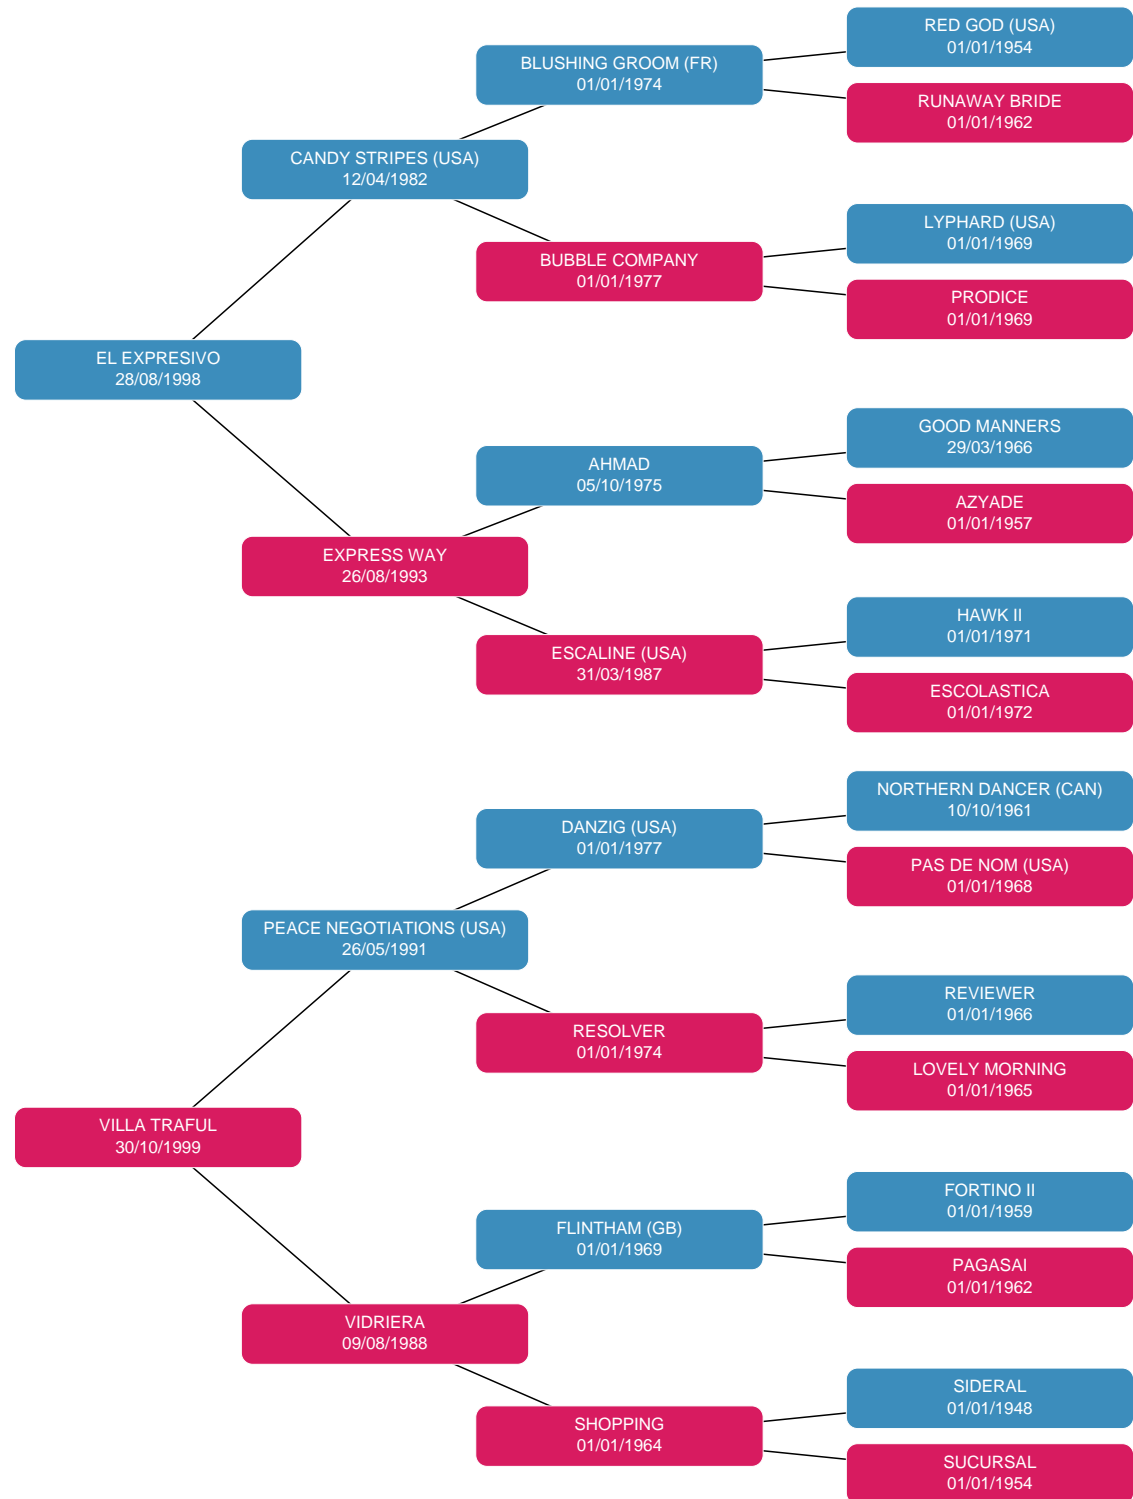 RED GOD (USA)
01/01/1954
BLUSHING GROOM (FR)
01/01/1974
RUNAWAY BRIDE
01/01/1962
CANDY STRIPES (USA)
12/04/1982
LYPHARD (USA)
01/01/1969
BUBBLE COMPANY
01/01/1977
PRODICE
01/01/1969
EL EXPRESIVO
28/08/1998
GOOD MANNERS
29/03/1966
AHMAD
05/10/1975
AZYADE
01/01/1957
EXPRESS WAY
26/08/1993
HAWK II
01/01/1971
ESCALINE (USA)
31/03/1987
ESCOLASTICA
01/01/1972
NORTHERN DANCER (CAN)
10/10/1961
DANZIG (USA)
01/01/1977
PAS DE NOM (USA)
01/01/1968
PEACE NEGOTIATIONS (USA)
26/05/1991
REVIEWER
01/01/1966
RESOLVER
01/01/1974
LOVELY MORNING
01/01/1965
VILLA TRAFUL
30/10/1999
FORTINO II
01/01/1959
FLINTHAM (GB)
01/01/1969
PAGASAI
01/01/1962
VIDRIERA
09/08/1988
SIDERAL
01/01/1948
SHOPPING
01/01/1964
SUCURSAL
01/01/1954